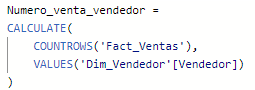 Numero_venta_vendedor =
CALCULATE(
    COUNTROWS('Fact_Ventas'),
    VALUES('Dim_Vendedor'[Vendedor])
)